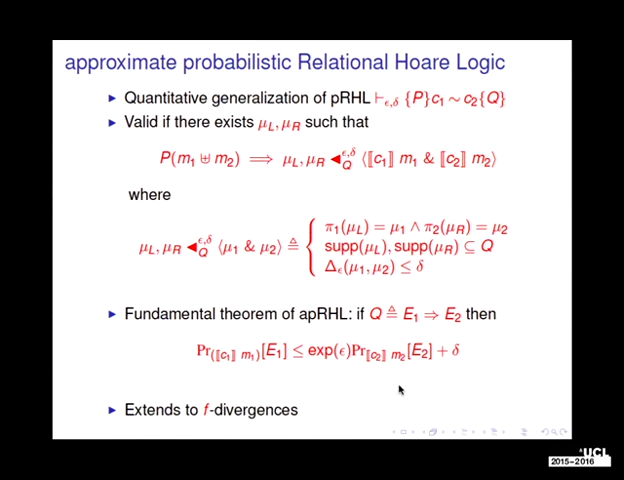 approximate probabilistic Relational Hoare Logic
▶ Quantitative generalization of pRHL ⊢ϵ,δ {P}c1 ∼ c2{Q}
▶ Valid if there exists μL, μR such that
P(m1 ⊎ m2) ⟹ μL, μR ◀Q^ϵ,δ ⟨⟦c1⟧ m1 & ⟦c2⟧ m2⟩
where
μL, μR ◀Q^ϵ,δ ⟨μ1 & μ2⟩ ≜ { π1(μL) = μ1 ∧ π2(μR) = μ2
supp(μL), supp(μR) ⊆ Q
Δϵ(μ1, μ2) ≤ δ
▶ Fundamental theorem of apRHL: if Q ≜ E1 ⇒ E2 then
Pr(⟦c1⟧ m1)[E1] ≤ exp(ϵ)Pr⟦c2⟧ m2[E2] + δ
▶ Extends to f-divergences
UCL
2015-2016